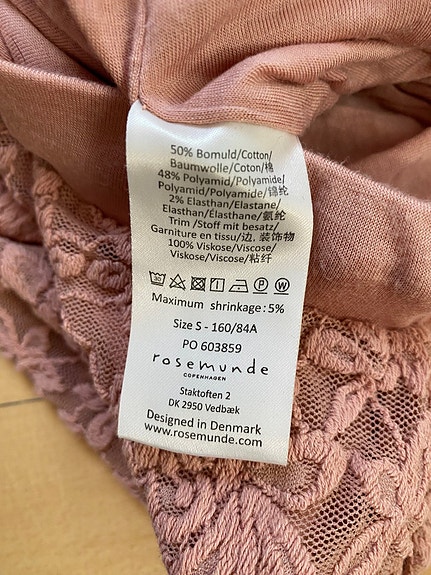 50% Bomuld/Cotton/
Baumwolle/Coton/棉
48% Polyamid/Polyamide/
Polyamid/Polyamide/锦纶
2% Elasthan/Elastane/
Elasthan/Elasthane/氨纶
Trim /Stoff mit besatz/
Garniture en tissu/边, 装饰物
100% Viskose/Viscose/
Viskose/Viscose/粘纤
Maximum shrinkage:5%
Size S - 160/84A
PO 603859
rosemunde
COPENHAGEN
Staktoften 2
DK 2950 Vedbæk
Designed in Denmark
www.rosemunde.com